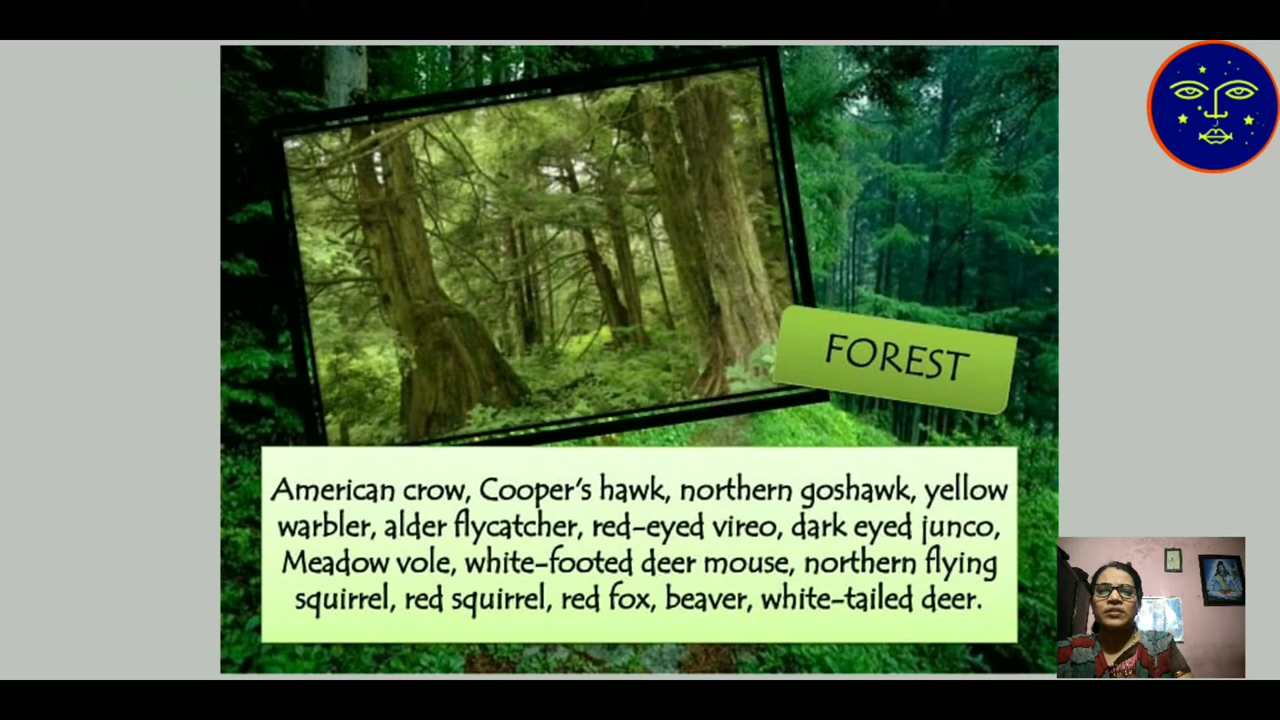 FOREST
American crow, Cooper's hawk, northern goshawk, yellow
warbler, alder flycatcher, red-eyed vireo, dark eyed junco,
Meadow vole, white-footed deer mouse, northern flying
squirrel, red squirrel, red fox, beaver, white-tailed deer.